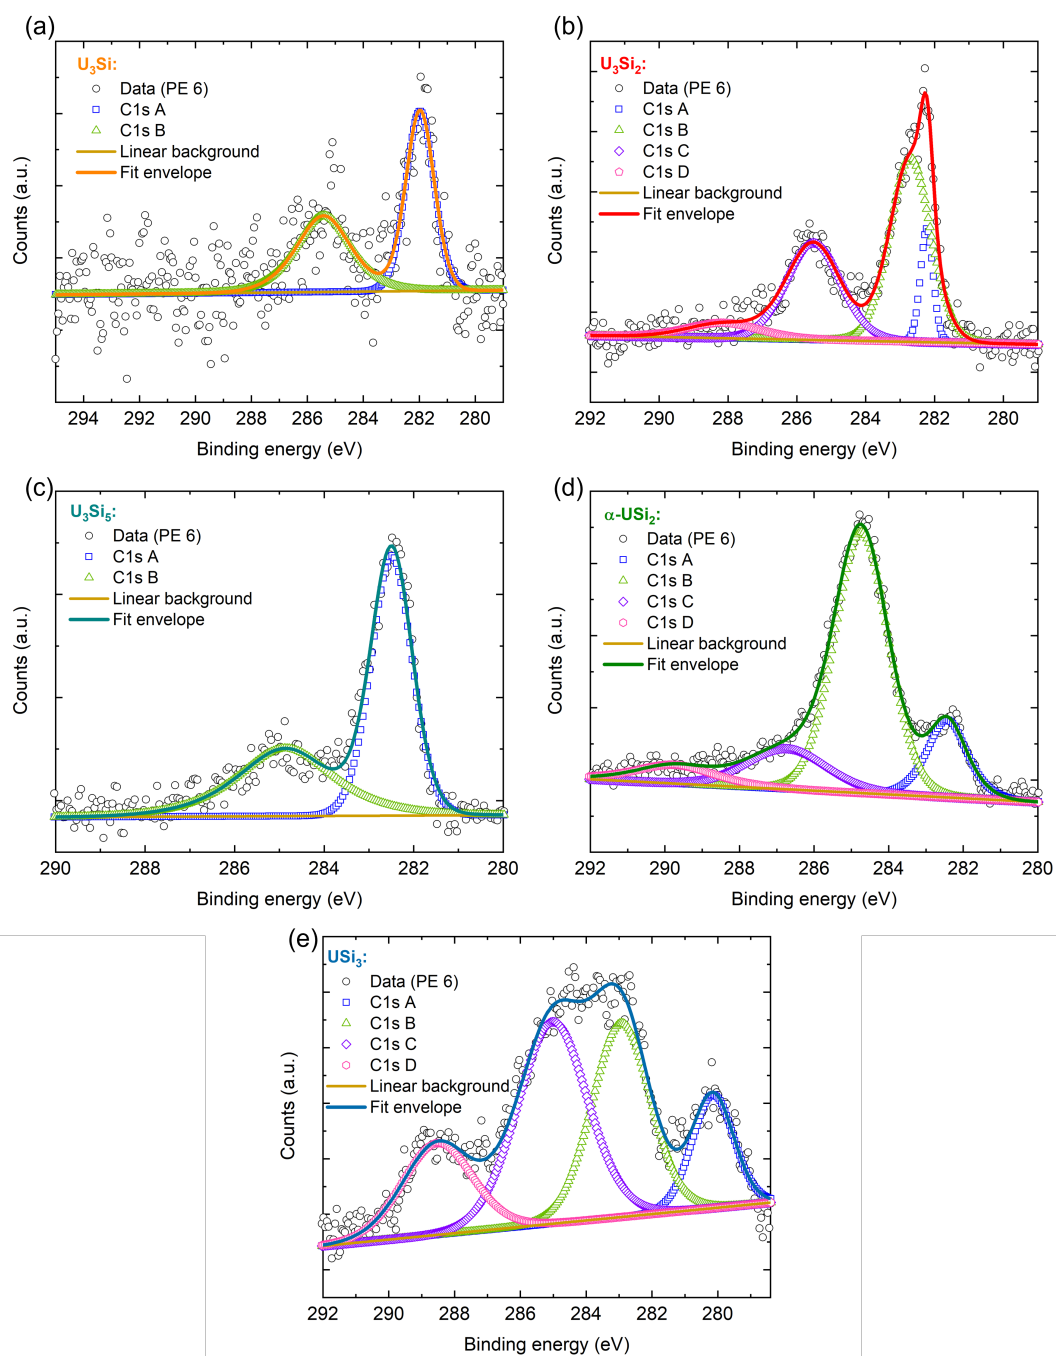 (a)
U₃Si:
Data (PE 6)
C1s A
C1s B
Linear background
Fit envelope
Counts (a.u.)
294 292 290 288 286 284 282 280
Binding energy (eV)
(b)
U₃Si₂:
Data (PE 6)
C1s A
C1s B
C1s C
C1s D
Linear background
Fit envelope
Counts (a.u.)
292 290 288 286 284 282 280
Binding energy (eV)
(c)
U₃Si₅:
Data (PE 6)
C1s A
C1s B
Linear background
Fit envelope
Counts (a.u.)
290 288 286 284 282 280
Binding energy (eV)
(d)
α-USi₂:
Data (PE 6)
C1s A
C1s B
C1s C
C1s D
Linear background
Fit envelope
Counts (a.u.)
292 290 288 286 284 282 280
Binding energy (eV)
(e)
USi₃:
Data (PE 6)
C1s A
C1s B
C1s C
C1s D
Linear background
Fit envelope
Counts (a.u.)
292 290 288 286 284 282 280
Binding energy (eV)